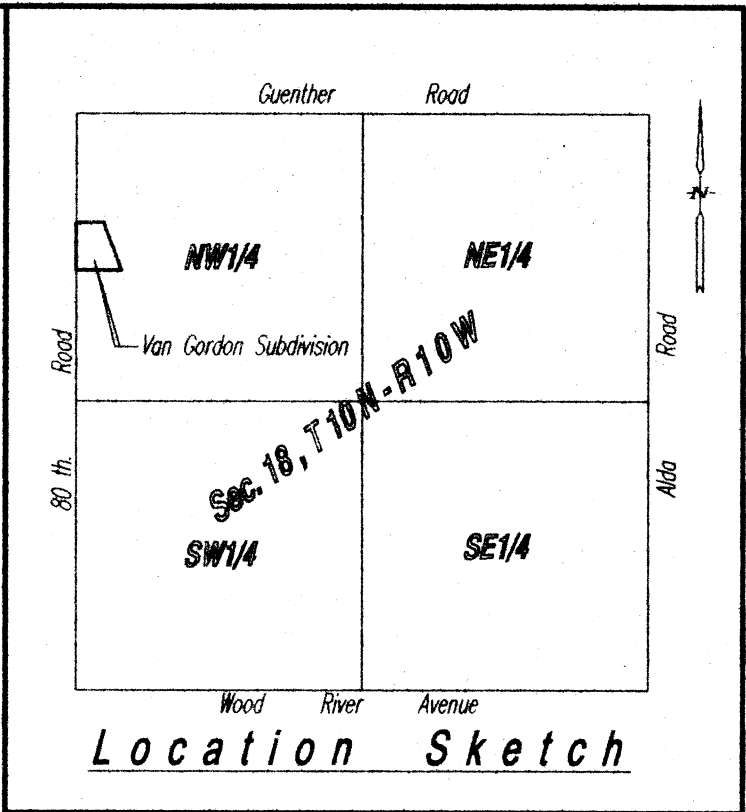 Guenther Road
N
NW1/4 NE1/4
Van Gordon Subdivision
80 th. Road
Alda Road
Sec. 18, T10N-R10W
SW1/4 SE1/4
Wood River Avenue
Location Sketch